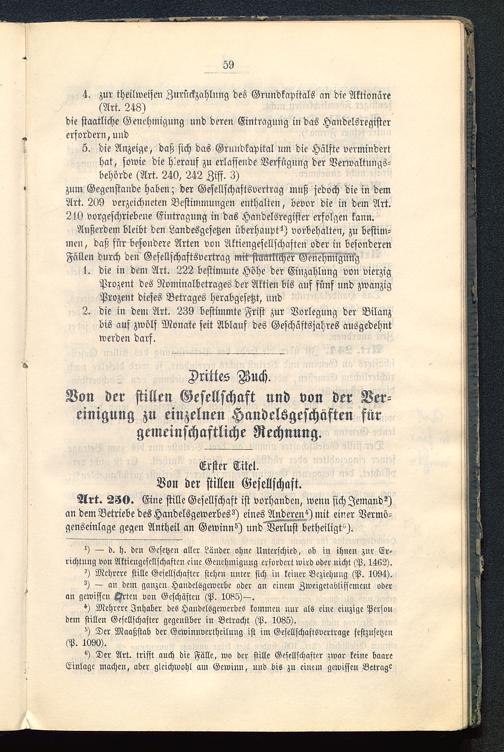 59
4. zur theilweisen Zurückzahlung des Grundkapitals an die Aktionäre
(Art. 248)
die staatliche Genehmigung und deren Eintragung in das Handelsregister
erfordern, und
5. die Anzeige, daß sich das Grundkapital um die Hälfte vermindert
hat, sowie die hierauf zu erlassende Verfügung der Verwaltungs-
behörde (Art. 240, 242 Ziff. 3)
zum Gegenstande haben; der Gesellschaftsvertrag muß jedoch die in dem
Art. 209 verzeichneten Bestimmungen enthalten, bevor die in dem Art.
210 vorgeschriebene Eintragung in das Handelsregister erfolgen kann.
Außerdem bleibt den Landesgesetzen überhaupt¹) vorbehalten, zu bestim-
men, daß für besondere Arten von Aktiengesellschaften oder in besonderen
Fällen durch den Gesellschaftsvertrag mit staatlicher Genehmigung
1. die in dem Art. 222 bestimmte Höhe der Einzahlung von vierzig
Prozent des Nominalbetrages der Aktien bis auf fünf und zwanzig
Prozent dieses Betrages herabgesetzt, und
2. die in dem Art. 239 bestimmte Frist zur Vorlegung der Bilanz
bis auf zwölf Monate seit Ablauf des Geschäftsjahres ausgedehnt
werden darf.
Drittes Buch.
Von der stillen Gesellschaft und von der Ver-
einigung zu einzelnen Handelsgeschäften für
gemeinschaftliche Rechnung.
Erster Titel.
Von der stillen Gesellschaft.
Art. 250. Eine stille Gesellschaft ist vorhanden, wenn sich Jemand²)
an dem Betriebe des Handelsgewerbes³) eines Anderen⁴) mit einer Vermö-
genseinlage gegen Antheil an Gewinn⁵) und Verlust betheiligt⁶).
¹) — d. h. den Gesetzen aller Länder ohne Unterschied, ob in ihnen zur Er-
richtung von Aktiengesellschaften eine Genehmigung erfordert wird oder nicht (P. 1462).
²) Mehrere stille Gesellschafter stehen unter sich in keiner Beziehung (P. 1094).
³) — an dem ganzen Handelsgewerbe oder an einem Zweigetablissement oder
an gewissen Arten von Geschäften (P. 1085)—.
⁴) Mehrere Inhaber des Handelsgewerbes kommen nur als eine einzige Person
dem stillen Gesellschafter gegenüber in Betracht (P. 1085).
⁵) Der Maaßstab der Gewinnvertheilung ist im Gesellschaftsvertrage festzusetzen
(P. 1090).
⁶) Der Art. trifft auch die Fälle, wo der stille Gesellschafter zwar keine baare
Einlage machen, aber gleichwohl am Gewinn, und bis zu einem gewissen Betrage